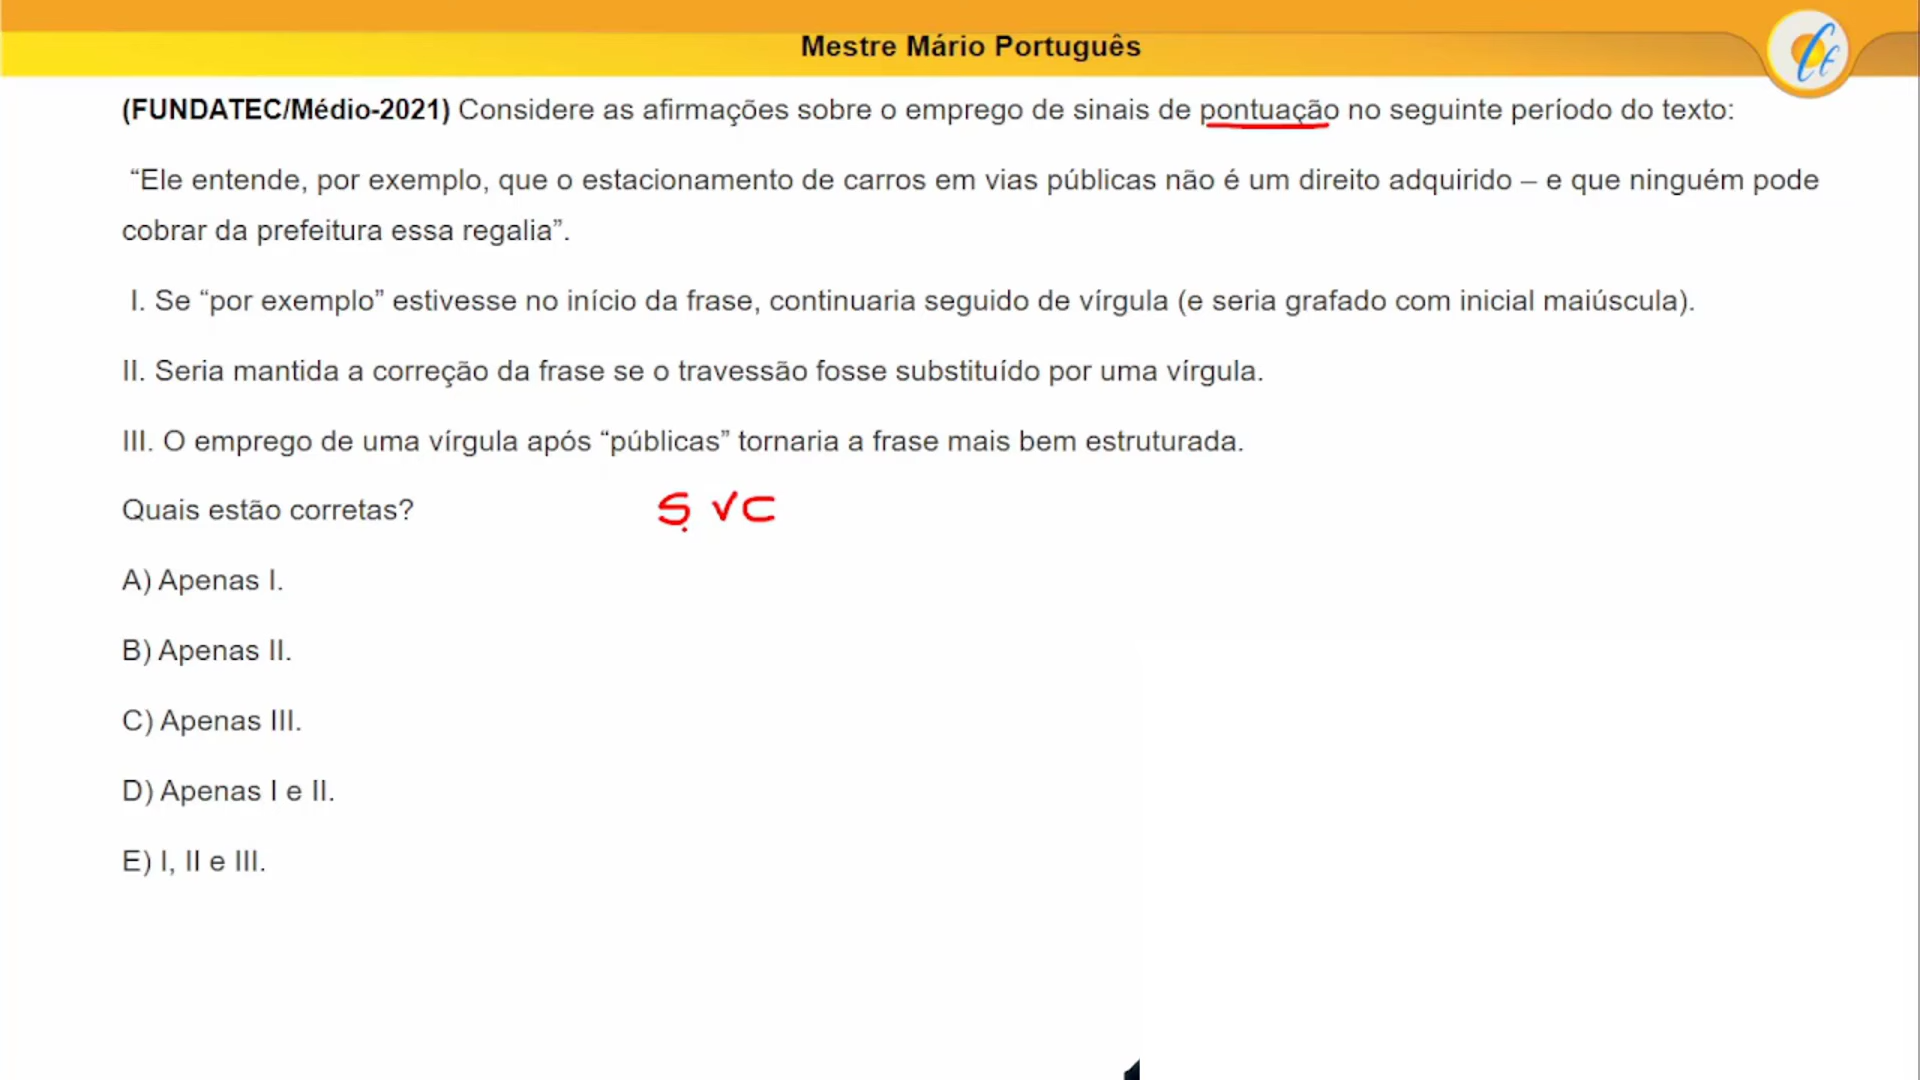 Mestre Mário Português
(FUNDATEC/Médio-2021) Considere as afirmações sobre o emprego de sinais de pontuação no seguinte período do texto:
“Ele entende, por exemplo, que o estacionamento de carros em vias públicas não é um direito adquirido – e que ninguém pode
cobrar da prefeitura essa regalia”.
I. Se “por exemplo” estivesse no início da frase, continuaria seguido de vírgula (e seria grafado com inicial maiúscula).
II. Seria mantida a correção da frase se o travessão fosse substituído por uma vírgula.
III. O emprego de uma vírgula após “públicas” tornaria a frase mais bem estruturada.
Quais estão corretas? S VC
A) Apenas I.
B) Apenas II.
C) Apenas III.
D) Apenas I e II.
E) I, II e III.